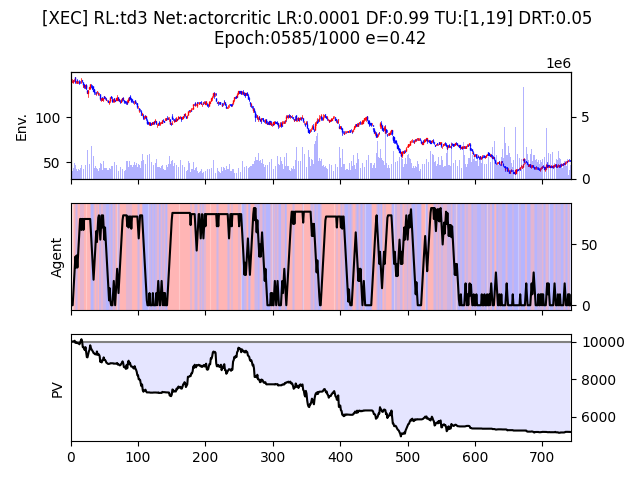 [XEC] RL:td3 Net:actorcritic LR:0.0001 DF:0.99 TU:[1,19] DRT:0.05
Epoch:0585/1000 e=0.42
1e6
Env.
100
50
5
0
Agent
50
0
PV
10000
8000
6000
0 100 200 300 400 500 600 700